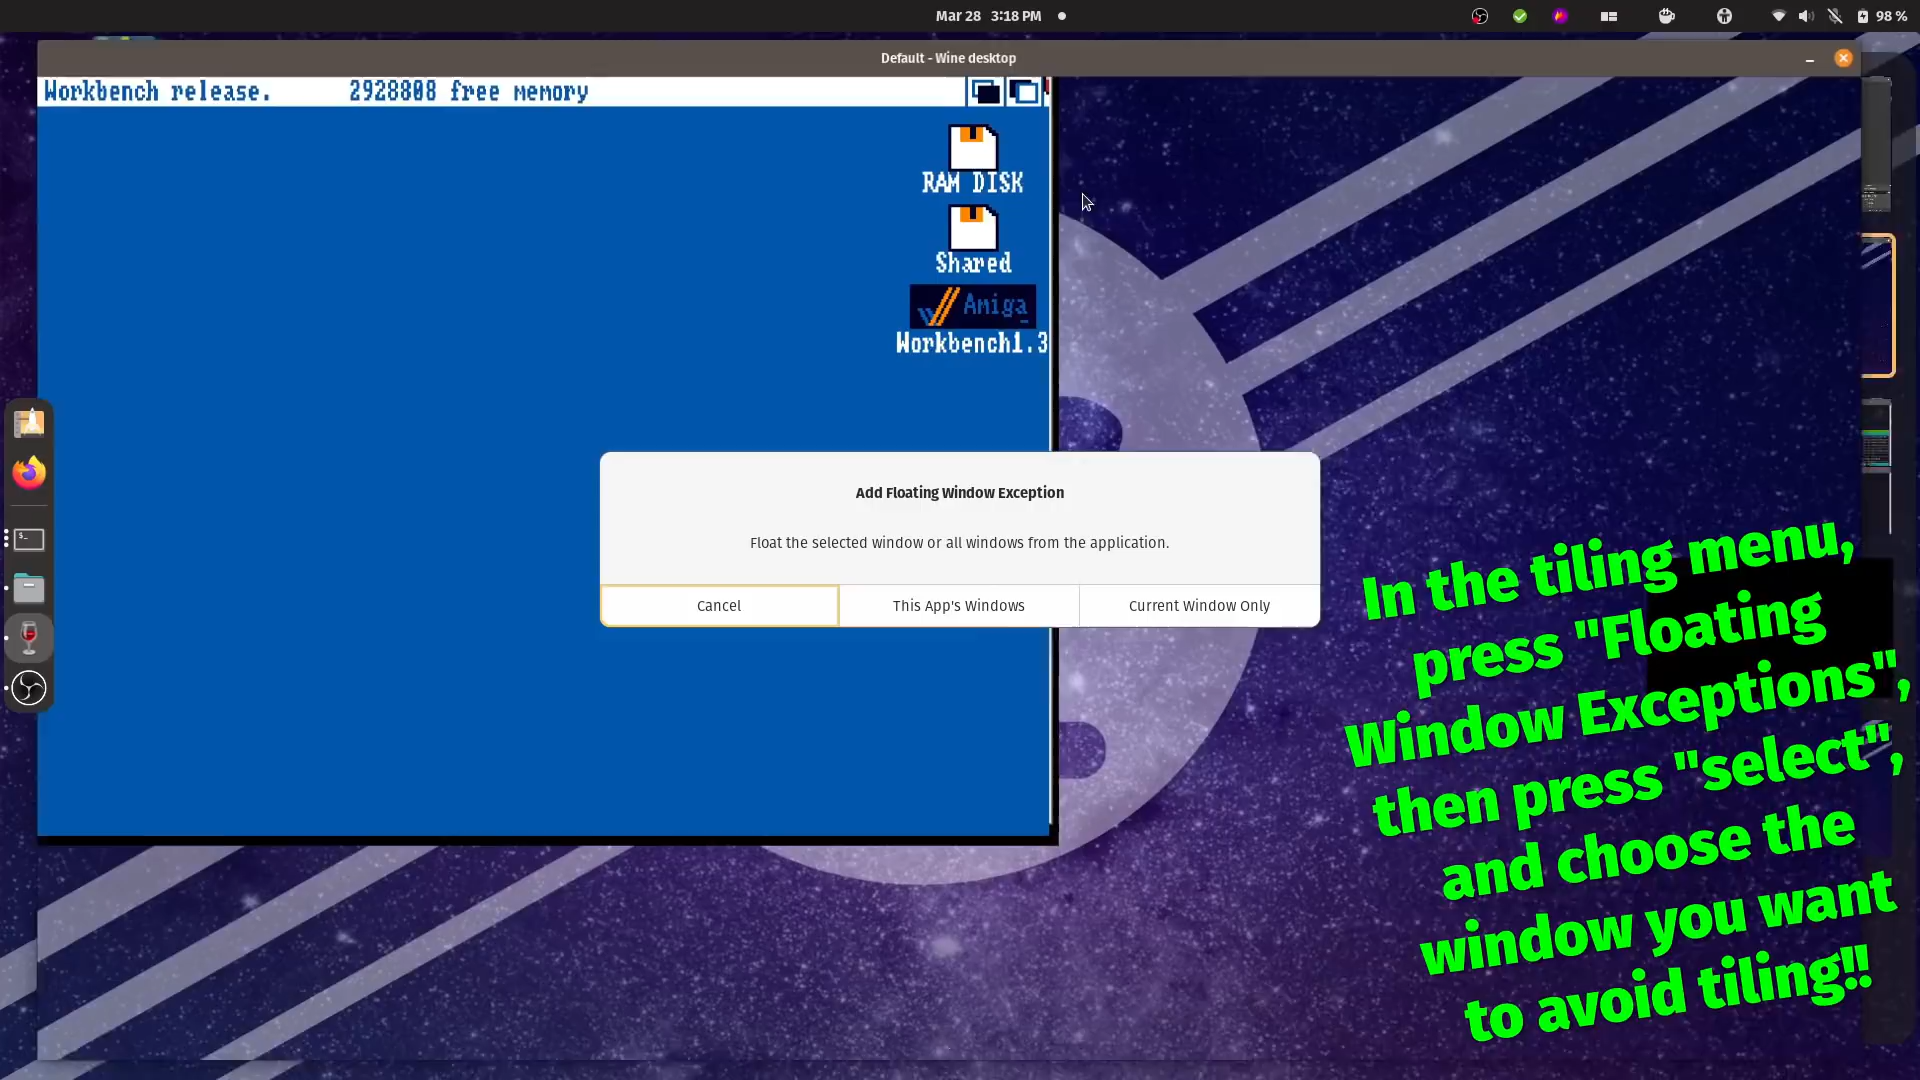 Mar 28 3:18 PM
98 %
Default - Wine desktop
Workbench release. 2928808 free memory
RAM DISK
Shared
Amiga
Workbench1.3
Add Floating Window Exception
Float the selected window or all windows from the application.
Cancel
This App's Windows
Current Window Only
In the tiling menu,
press "Floating
Window Exceptions",
then press "select",
and choose the
window you want
to avoid tiling!!